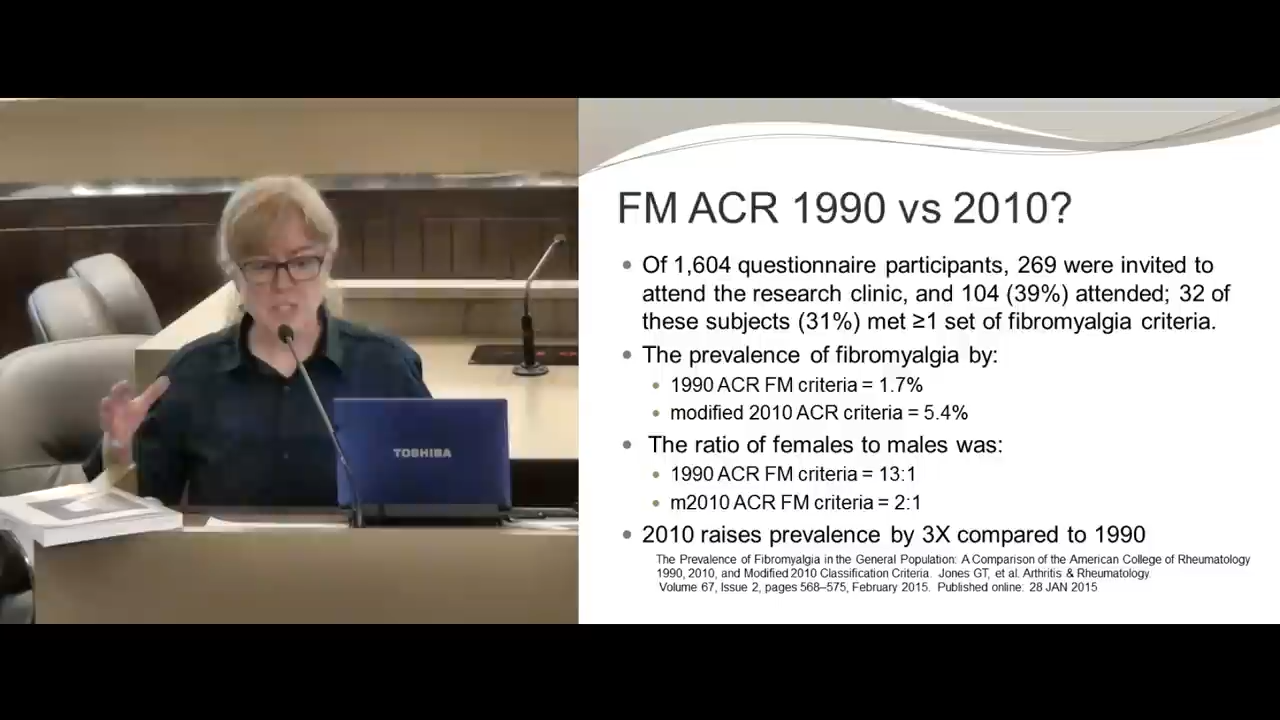 TOSHIBA
FM ACR 1990 vs 2010?
• Of 1,604 questionnaire participants, 269 were invited to
attend the research clinic, and 104 (39%) attended; 32 of
these subjects (31%) met ≥1 set of fibromyalgia criteria.
• The prevalence of fibromyalgia by:
• 1990 ACR FM criteria = 1.7%
• modified 2010 ACR criteria = 5.4%
• The ratio of females to males was:
• 1990 ACR FM criteria = 13:1
• m2010 ACR FM criteria = 2:1
• 2010 raises prevalence by 3X compared to 1990
The Prevalence of Fibromyalgia in the General Population: A Comparison of the American College of Rheumatology
1990, 2010, and Modified 2010 Classification Criteria. Jones GT, et al. Arthritis & Rheumatology.
Volume 67, Issue 2, pages 568–575, February 2015. Published online: 28 JAN 2015